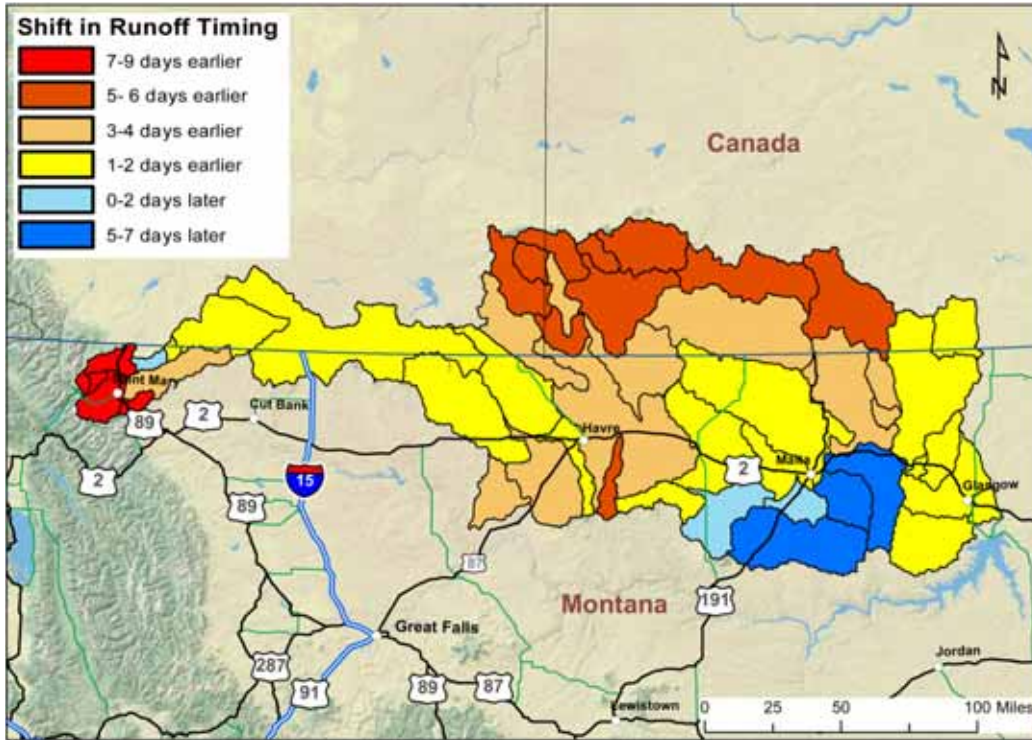 Shift in Runoff Timing
7-9 days earlier
5- 6 days earlier
3-4 days earlier
1-2 days earlier
0-2 days later
5-7 days later
N
Canada
Saint Mary
Cut Bank
2
89
2
Havre
2
Malta
Glasgow
15
89
87
Montana
191
Great Falls
287
91
89
87
Lewistown
Jordan
0 25 50 100 Miles